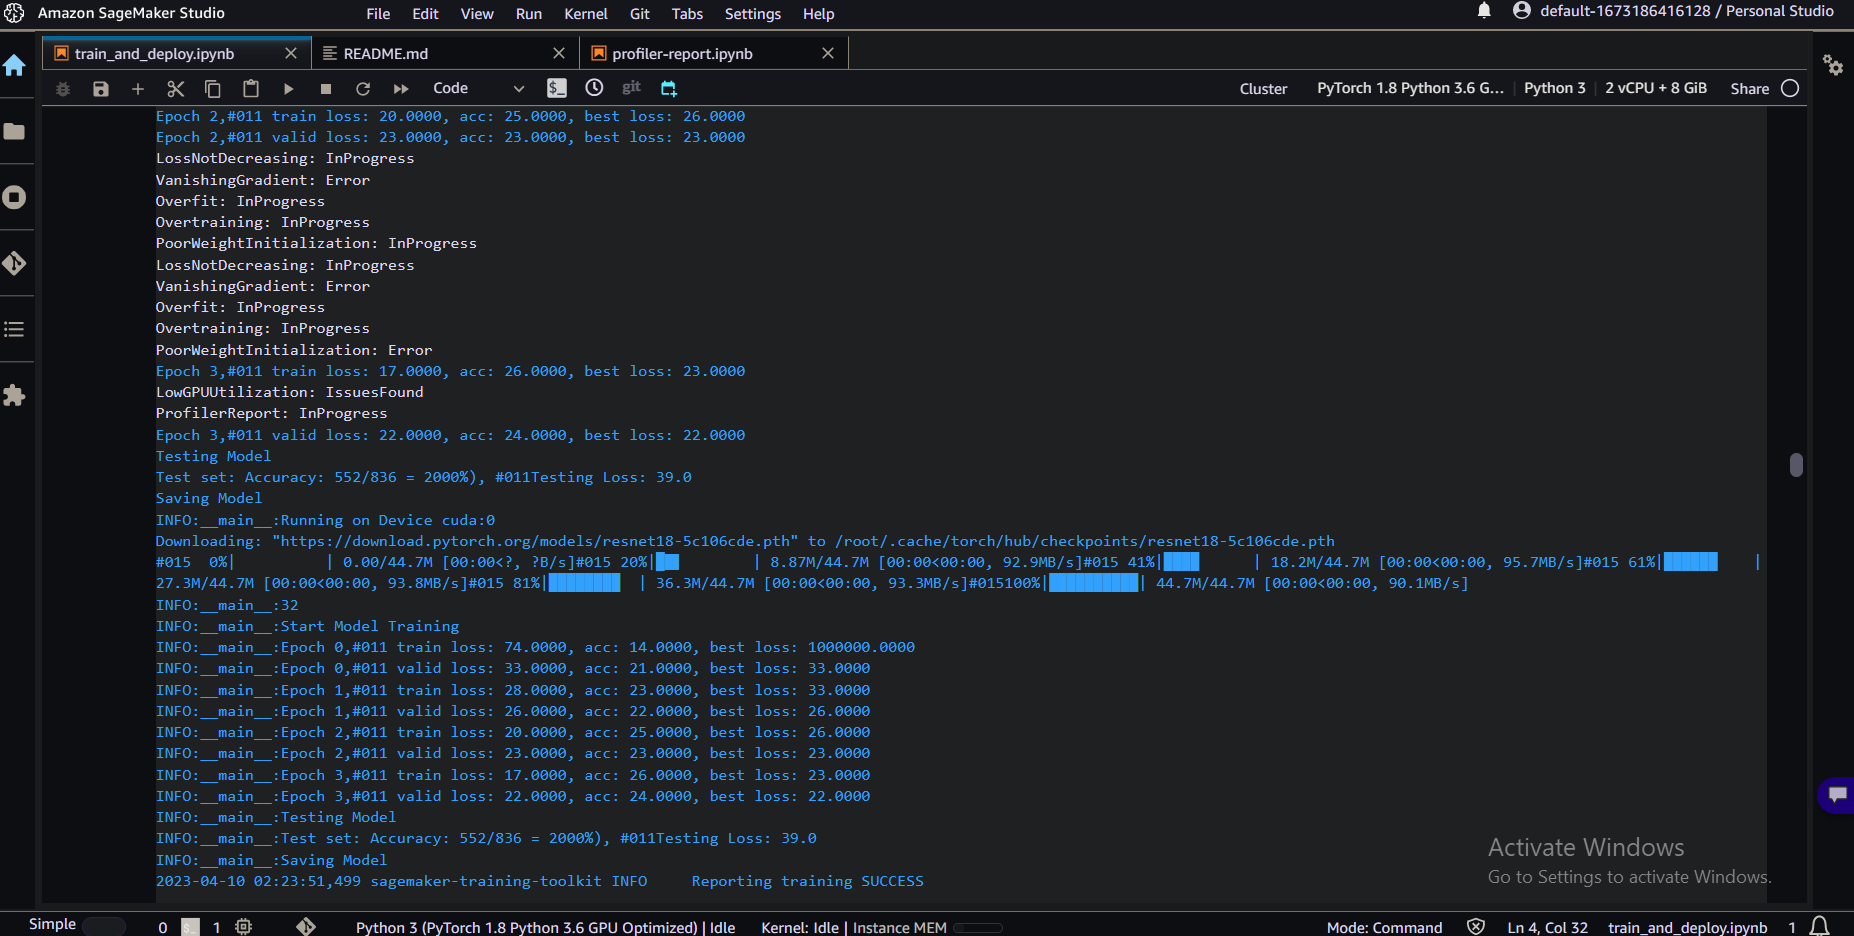 Amazon SageMaker Studio File Edit View Run Kernel Git Tabs Settings Help default-1673186416128 / Personal Studio
train_and_deploy.ipynb README.md profiler-report.ipynb
Code git Cluster PyTorch 1.8 Python 3.6 G... Python 3 2 vCPU + 8 GiB Share
Epoch 2,#011 train loss: 20.0000, acc: 25.0000, best loss: 26.0000
Epoch 2,#011 valid loss: 23.0000, acc: 23.0000, best loss: 23.0000
LossNotDecreasing: InProgress
VanishingGradient: Error
Overfit: InProgress
Overtraining: InProgress
PoorWeightInitialization: InProgress
LossNotDecreasing: InProgress
VanishingGradient: Error
Overfit: InProgress
Overtraining: InProgress
PoorWeightInitialization: Error
Epoch 3,#011 train loss: 17.0000, acc: 26.0000, best loss: 23.0000
LowGPUUtilization: IssuesFound
ProfilerReport: InProgress
Epoch 3,#011 valid loss: 22.0000, acc: 24.0000, best loss: 22.0000
Testing Model
Test set: Accuracy: 552/836 = 2000%), #011Testing Loss: 39.0
Saving Model
INFO:__main__:Running on Device cuda:0
Downloading: "https://download.pytorch.org/models/resnet18-5c106cde.pth" to /root/.cache/torch/hub/checkpoints/resnet18-5c106cde.pth
#015 0%| | 0.00/44.7M [00:00<?, ?B/s]#015 20%|██ | 8.87M/44.7M [00:00<00:00, 92.9MB/s]#015 41%|████ | 18.2M/44.7M [00:00<00:00, 95.7MB/s]#015 61%|██████ |
27.3M/44.7M [00:00<00:00, 93.8MB/s]#015 81%|████████ | 36.3M/44.7M [00:00<00:00, 93.3MB/s]#015100%|██████████| 44.7M/44.7M [00:00<00:00, 90.1MB/s]
INFO:__main__:32
INFO:__main__:Start Model Training
INFO:__main__:Epoch 0,#011 train loss: 74.0000, acc: 14.0000, best loss: 1000000.0000
INFO:__main__:Epoch 0,#011 valid loss: 33.0000, acc: 21.0000, best loss: 33.0000
INFO:__main__:Epoch 1,#011 train loss: 28.0000, acc: 23.0000, best loss: 33.0000
INFO:__main__:Epoch 1,#011 valid loss: 26.0000, acc: 22.0000, best loss: 26.0000
INFO:__main__:Epoch 2,#011 train loss: 20.0000, acc: 25.0000, best loss: 26.0000
INFO:__main__:Epoch 2,#011 valid loss: 23.0000, acc: 23.0000, best loss: 23.0000
INFO:__main__:Epoch 3,#011 train loss: 17.0000, acc: 26.0000, best loss: 23.0000
INFO:__main__:Epoch 3,#011 valid loss: 22.0000, acc: 24.0000, best loss: 22.0000
INFO:__main__:Testing Model
INFO:__main__:Test set: Accuracy: 552/836 = 2000%), #011Testing Loss: 39.0
INFO:__main__:Saving Model
2023-04-10 02:23:51,499 sagemaker-training-toolkit INFO Reporting training SUCCESS
Activate Windows
Go to Settings to activate Windows.
Simple 0 $_ 1 Python 3 (PyTorch 1.8 Python 3.6 GPU Optimized) | Idle Kernel: Idle | Instance MEM Mode: Command Ln 4, Col 32 train_and_deploy.ipynb 1